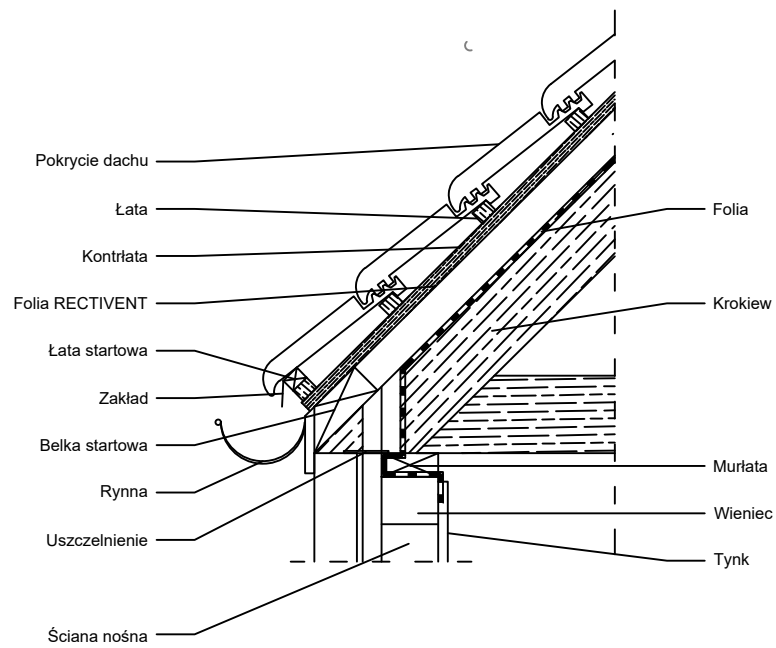 Pokrycie dachu
Łata
Kontrłata
Folia RECTIVENT
Łata startowa
Zakład
Belka startowa
Rynna
Uszczelnienie
Ściana nośna
Folia
Krokiew
Murłata
Wieniec
Tynk